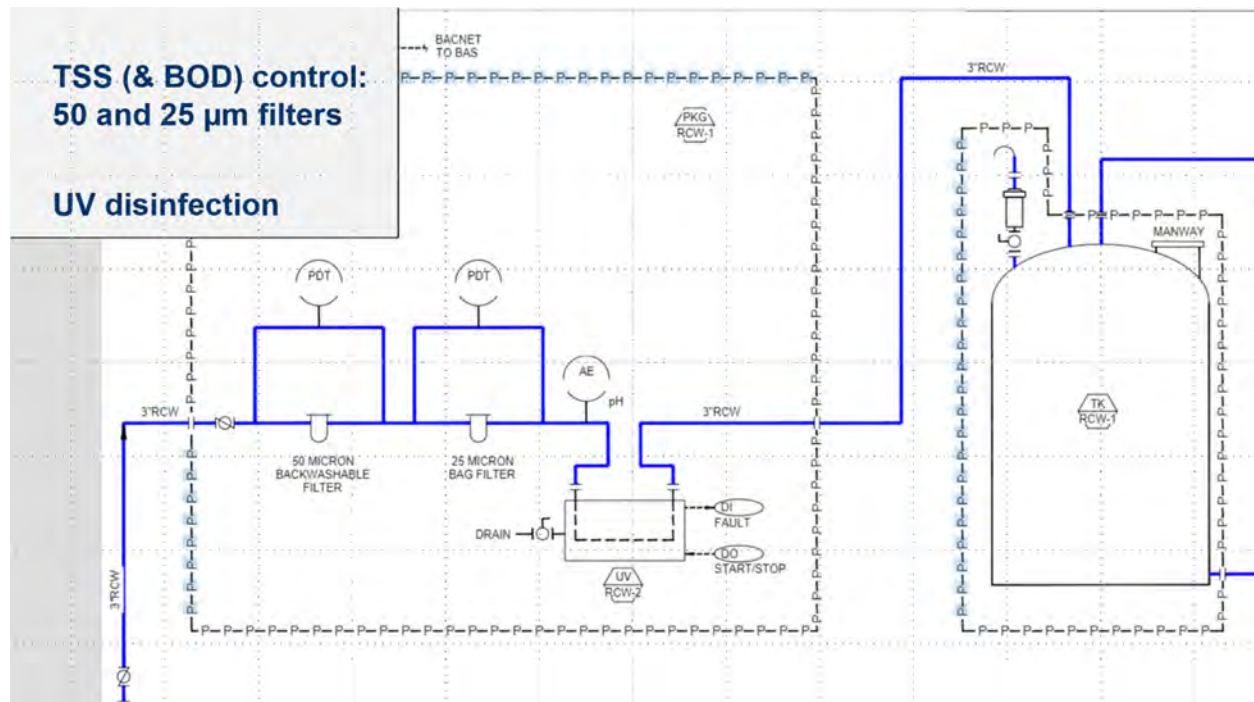 TSS (& BOD) control:
50 and 25 µm filters
UV disinfection
BACNET
TO BAS
PKG
RCW-1
3"RCW
MANWAY
PDT
PDT
AE
pH
TK
RCW-1
3"RCW
3"RCW
50 MICRON
BACKWASHABLE
FILTER
25 MICRON
BAG FILTER
DRAIN
DI
FAULT
DO
START/STOP
UV
RCW-2
3"RCW